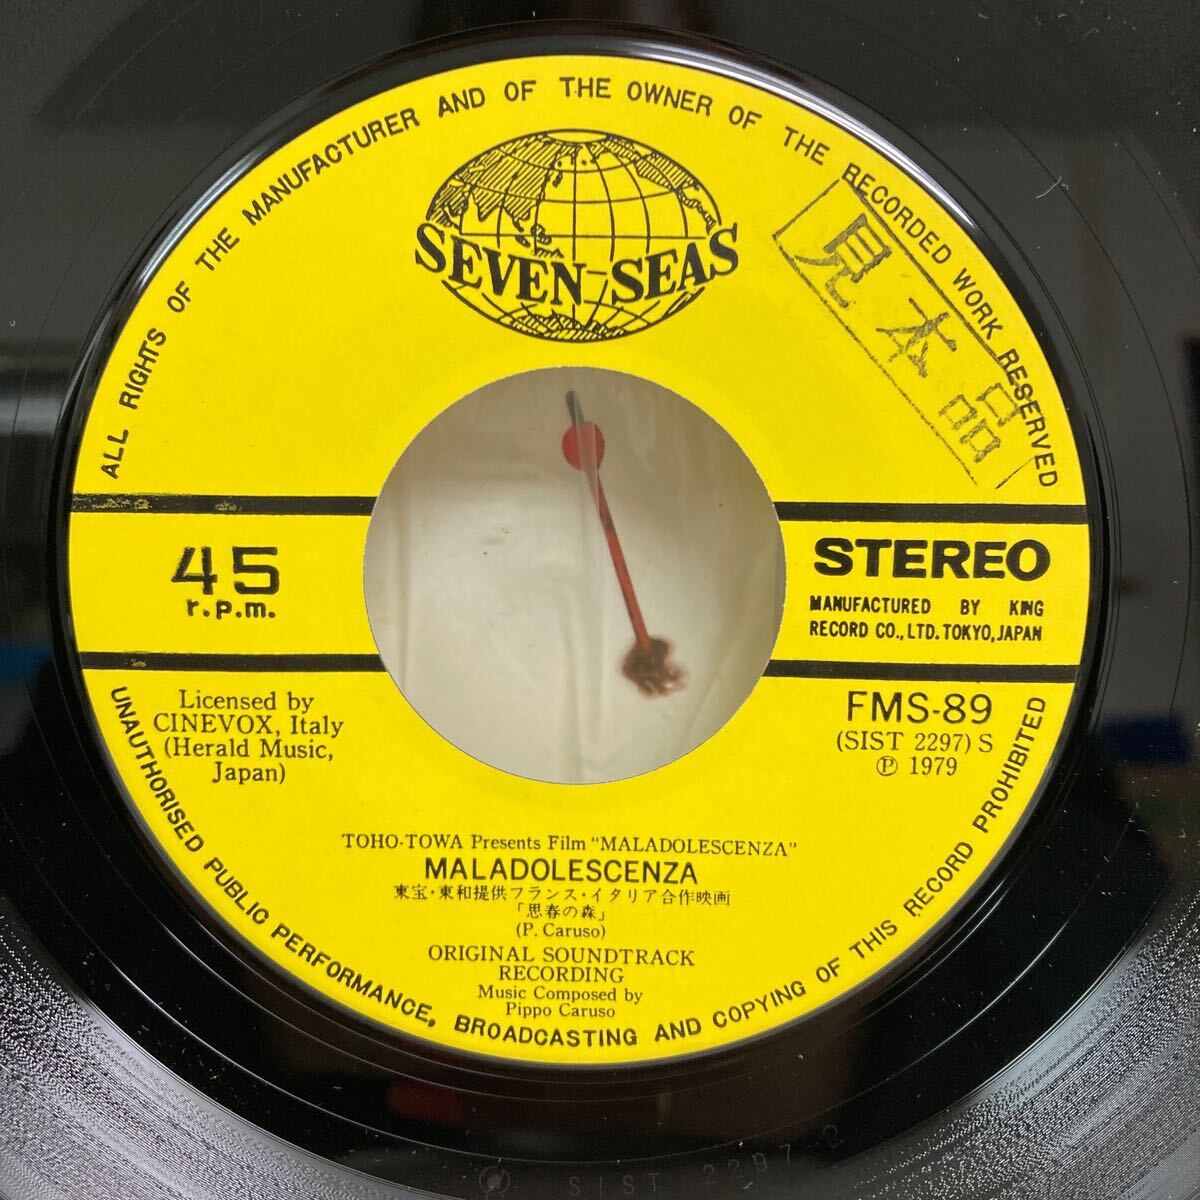 ALL RIGHTS OF THE MANUFACTURER AND OF THE OWNER OF THE RECORDED WORK RESERVED
SEVEN SEAS
見本品
45
r.p.m.
STEREO
MANUFACTURED BY KING
RECORD CO., LTD. TOKYO, JAPAN
Licensed by
CINEVOX, Italy
(Herald Music,
Japan)
FMS-89
(SIST 2297) S
℗ 1979
TOHO-TOWA Presents Film "MALADOLESCENZA"
MALADOLESCENZA
東宝・東和提供フランス・イタリア合作映画
「思春の森」
(P. Caruso)
ORIGINAL SOUNDTRACK
RECORDING
Music Composed by
Pippo Caruso
UNAUTHORISED PUBLIC PERFORMANCE, BROADCASTING AND COPYING OF THIS RECORD PROHIBITED
SIST 2297